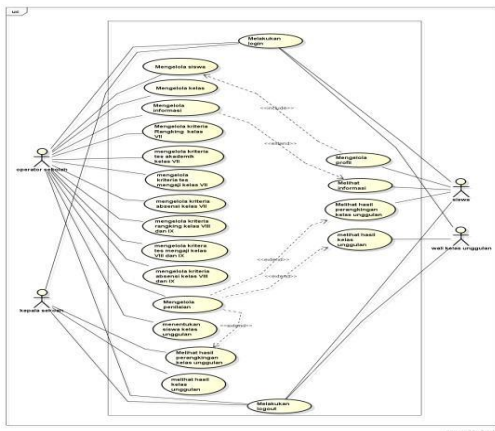 uc
Melakukan
login
Mengelola siswa
Mengelola kelas
Mengelola
informasi
Mengelola kriteria
Rangking kelas
VII
mengelola kriteria
tes akademik
kelas VII
mengelola
kriteria tes
mengaji kelas VII
mengelola kriteria
absensi kelas VII
mengelola kriteria
rangking kelas VIII
dan IX
mengelola kritera
tes mengaji kelas
VIII dan IX
mengelola kriteria
absensi kelas VIII
dan IX
Mengelola
penilaian
menentukan
siswa kelas
unggulan
Melihat hasil
perangkingan
kelas unggulan
melihat hasil
kelas
unggulan
Melakukan
logout
operator sekolah
kepala sekolah
<<include>>
<<extend>>
<<extend>>
<<extend>>
<<extend>>
Mengelola
profil
Melihat
informasi
Melihat hasil
perangkingan
kelas unggulan
melihat hasil
kelas
unggulan
siswa
wali kelas unggulan